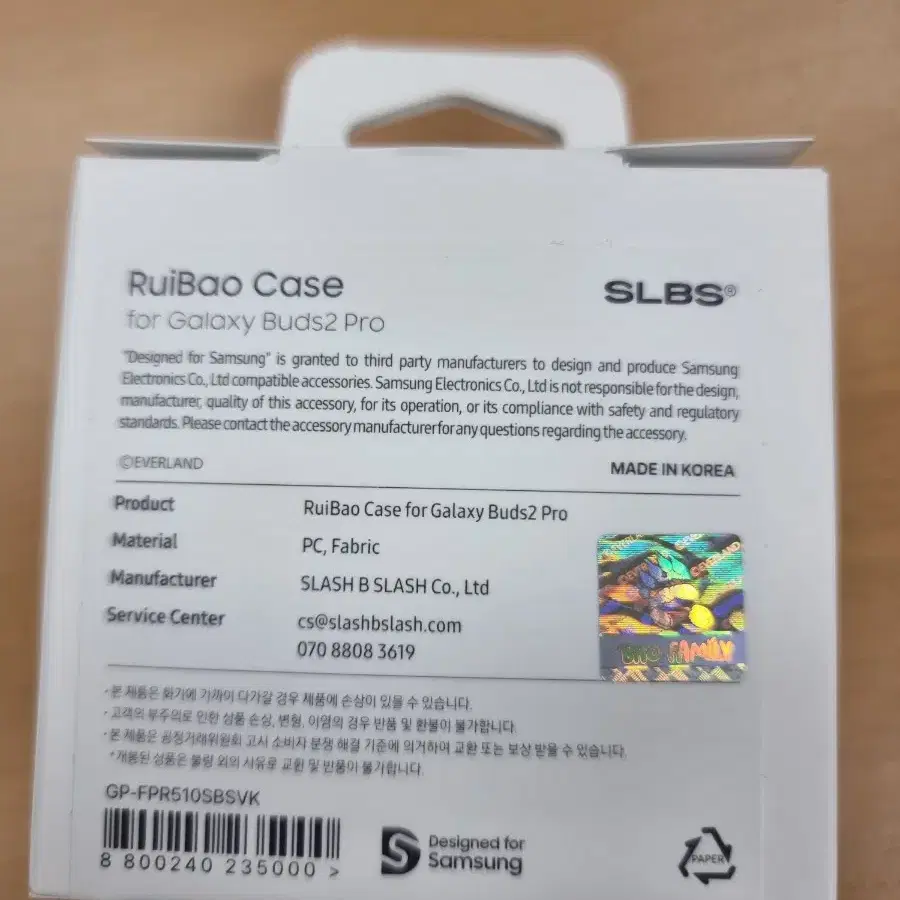 RuiBao Case
for Galaxy Buds2 Pro
SLBS®
"Designed for Samsung" is granted to third party manufacturers to design and produce Samsung
Electronics Co., Ltd compatible accessories. Samsung Electronics Co., Ltd is not responsible for the design,
manufacturer, quality of this accessory, for its operation, or its compliance with safety and regulatory
standards. Please contact the accessory manufacturer for any questions regarding the accessory.
©EVERLAND
MADE IN KOREA
Product RuiBao Case for Galaxy Buds2 Pro
Material PC, Fabric
Manufacturer SLASH B SLASH Co., Ltd
Service Center cs@slashbslash.com
070 8808 3619
EVERLAND
BAO FAMILY
• 본 제품은 화기에 가까이 다가갈 경우 제품에 손상이 있을 수 있습니다.
• 고객의 부주의로 인한 성품 손상, 변형, 이염의 경우 반품 및 환불이 불가합니다.
• 본 제품은 공정거래위원회 고시 소비자 분쟁 해결 기준에 의거하여 교환 또는 보상 받을 수 있습니다.
*개봉된 성품은 불량 외의 사유로 교환 및 반품이 불가합니다.
GP-FPR510SBSVK
8 800240 235000 >
Designed for
Samsung
PAPER